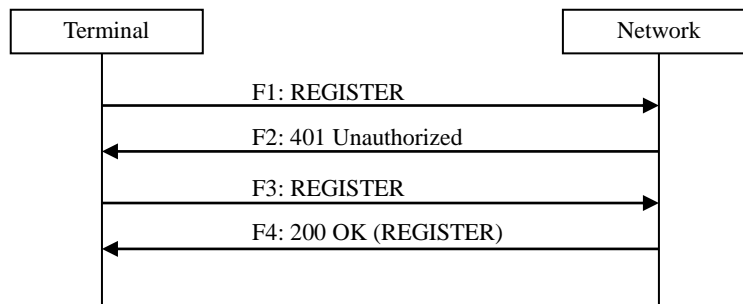 Terminal
Network
F1: REGISTER
F2: 401 Unauthorized
F3: REGISTER
F4: 200 OK (REGISTER)